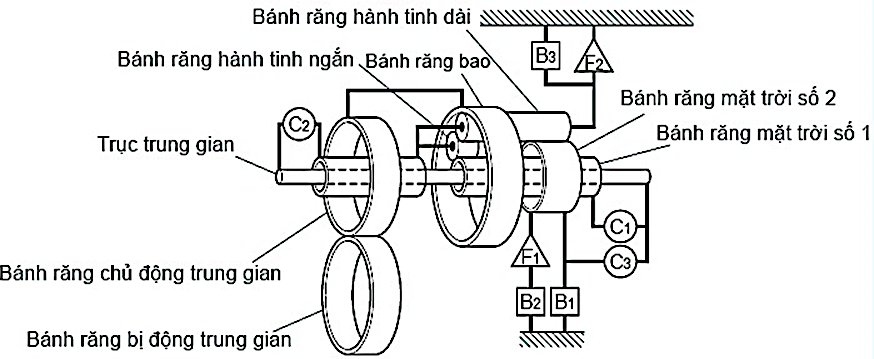 Bánh răng hành tinh dài
Bánh răng hành tinh ngắn
Bánh răng bao
B3
F2
Bánh răng mặt trời số 2
Bánh răng mặt trời số 1
C2
Trục trung gian
C1
F1
C3
Bánh răng chủ động trung gian
B2
B1
Bánh răng bị động trung gian